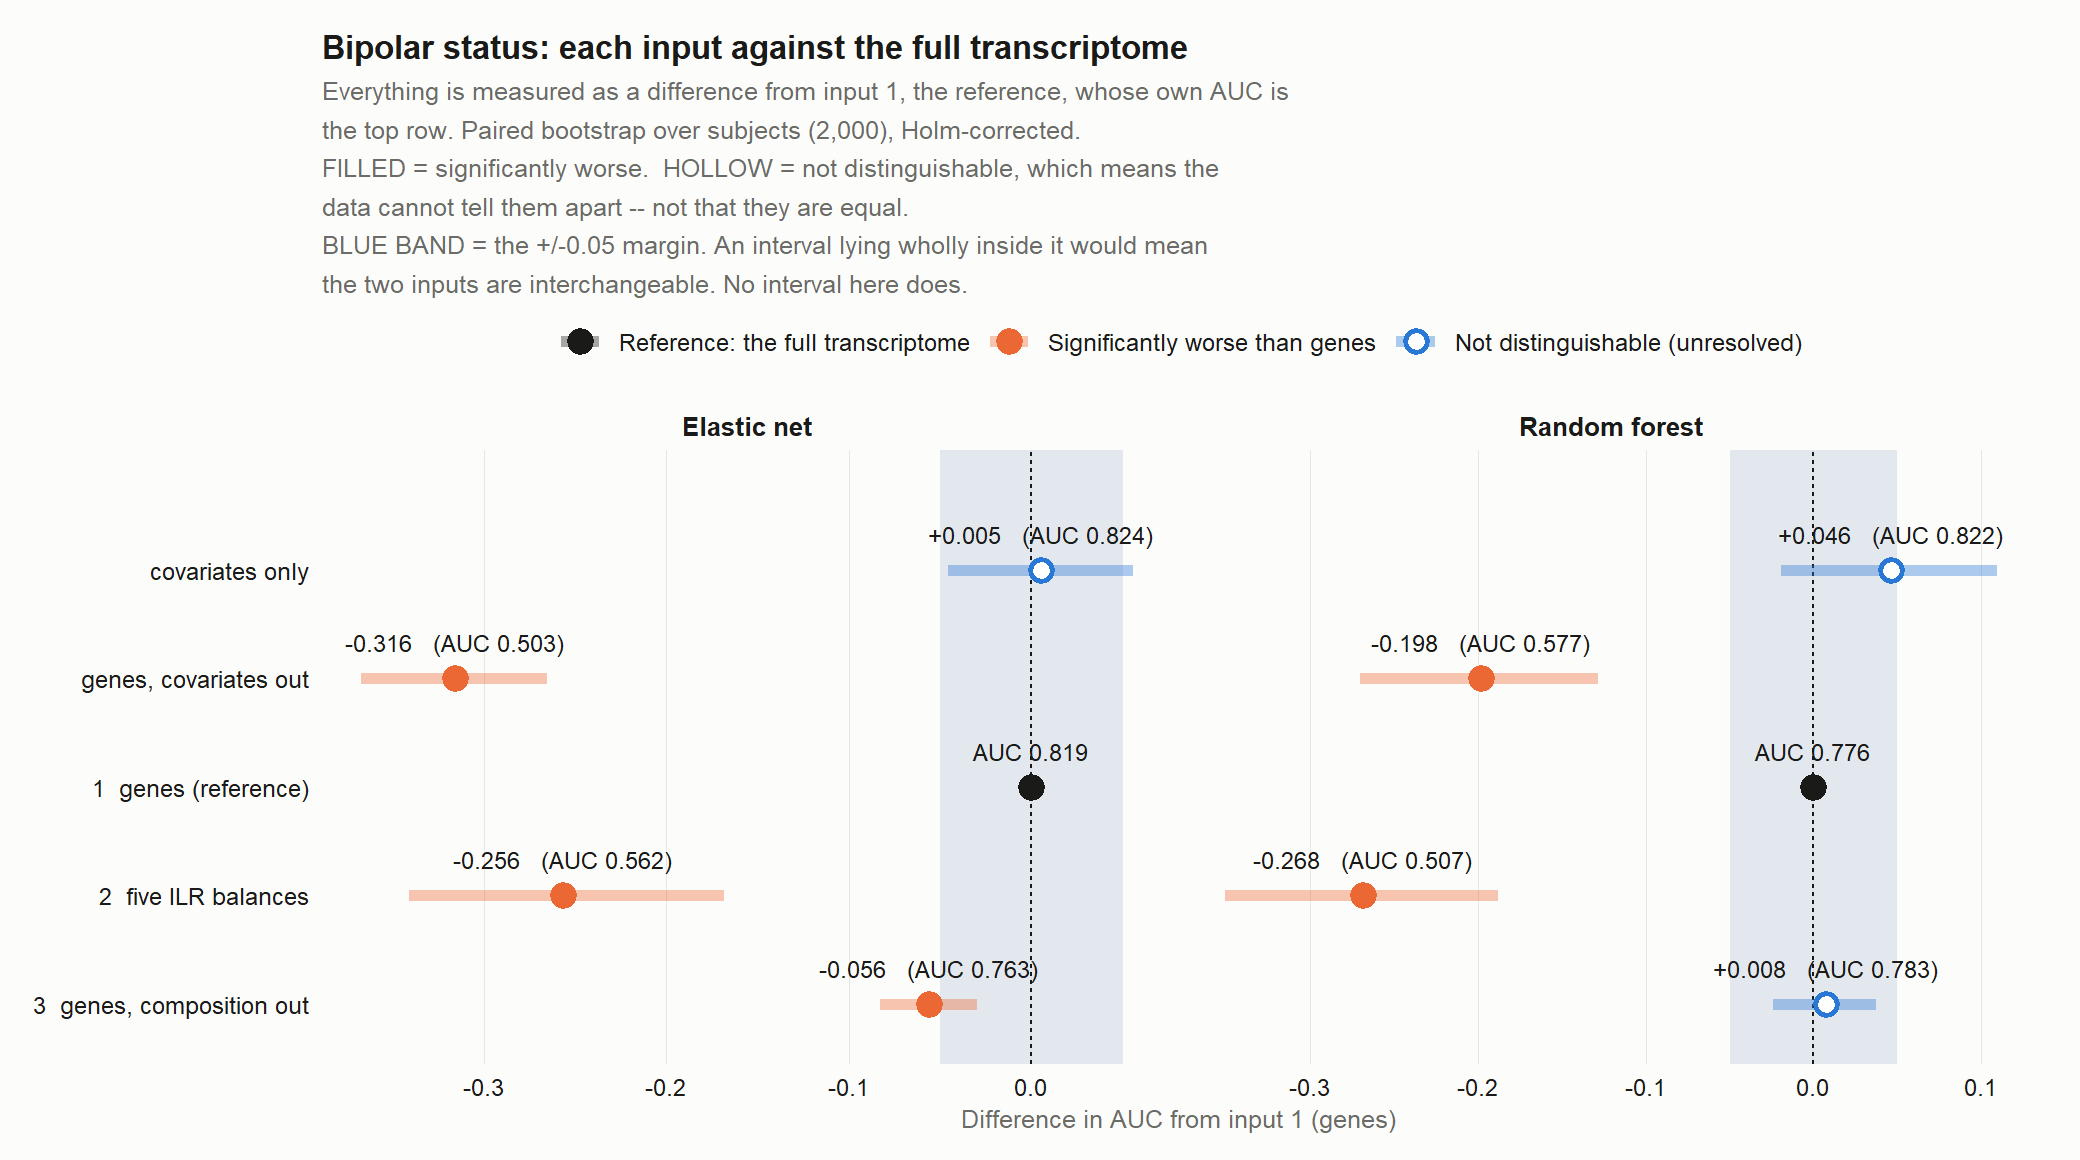 Bipolar status: each input against the full transcriptome
Everything is measured as a difference from input 1, the reference, whose own AUC is
the top row. Paired bootstrap over subjects (2,000), Holm-corrected.
FILLED = significantly worse.  HOLLOW = not distinguishable, which means the
data cannot tell them apart -- not that they are equal.
BLUE BAND = the +/-0.05 margin. An interval lying wholly inside it would mean
the two inputs are interchangeable. No interval here does.
Reference: the full transcriptome  Significantly worse than genes  Not distinguishable (unresolved)
Elastic net  Random forest
+0.005  (AUC 0.824)  +0.046  (AUC 0.822)
covariates only
-0.316  (AUC 0.503)  -0.198  (AUC 0.577)
genes, covariates out
AUC 0.819  AUC 0.776
1  genes (reference)
-0.256  (AUC 0.562)  -0.268  (AUC 0.507)
2  five ILR balances
-0.056  (AUC 0.763)  +0.008  (AUC 0.783)
3  genes, composition out
-0.3  -0.2  -0.1  0.0  -0.3  -0.2  -0.1  0.0  0.1
Difference in AUC from input 1 (genes)